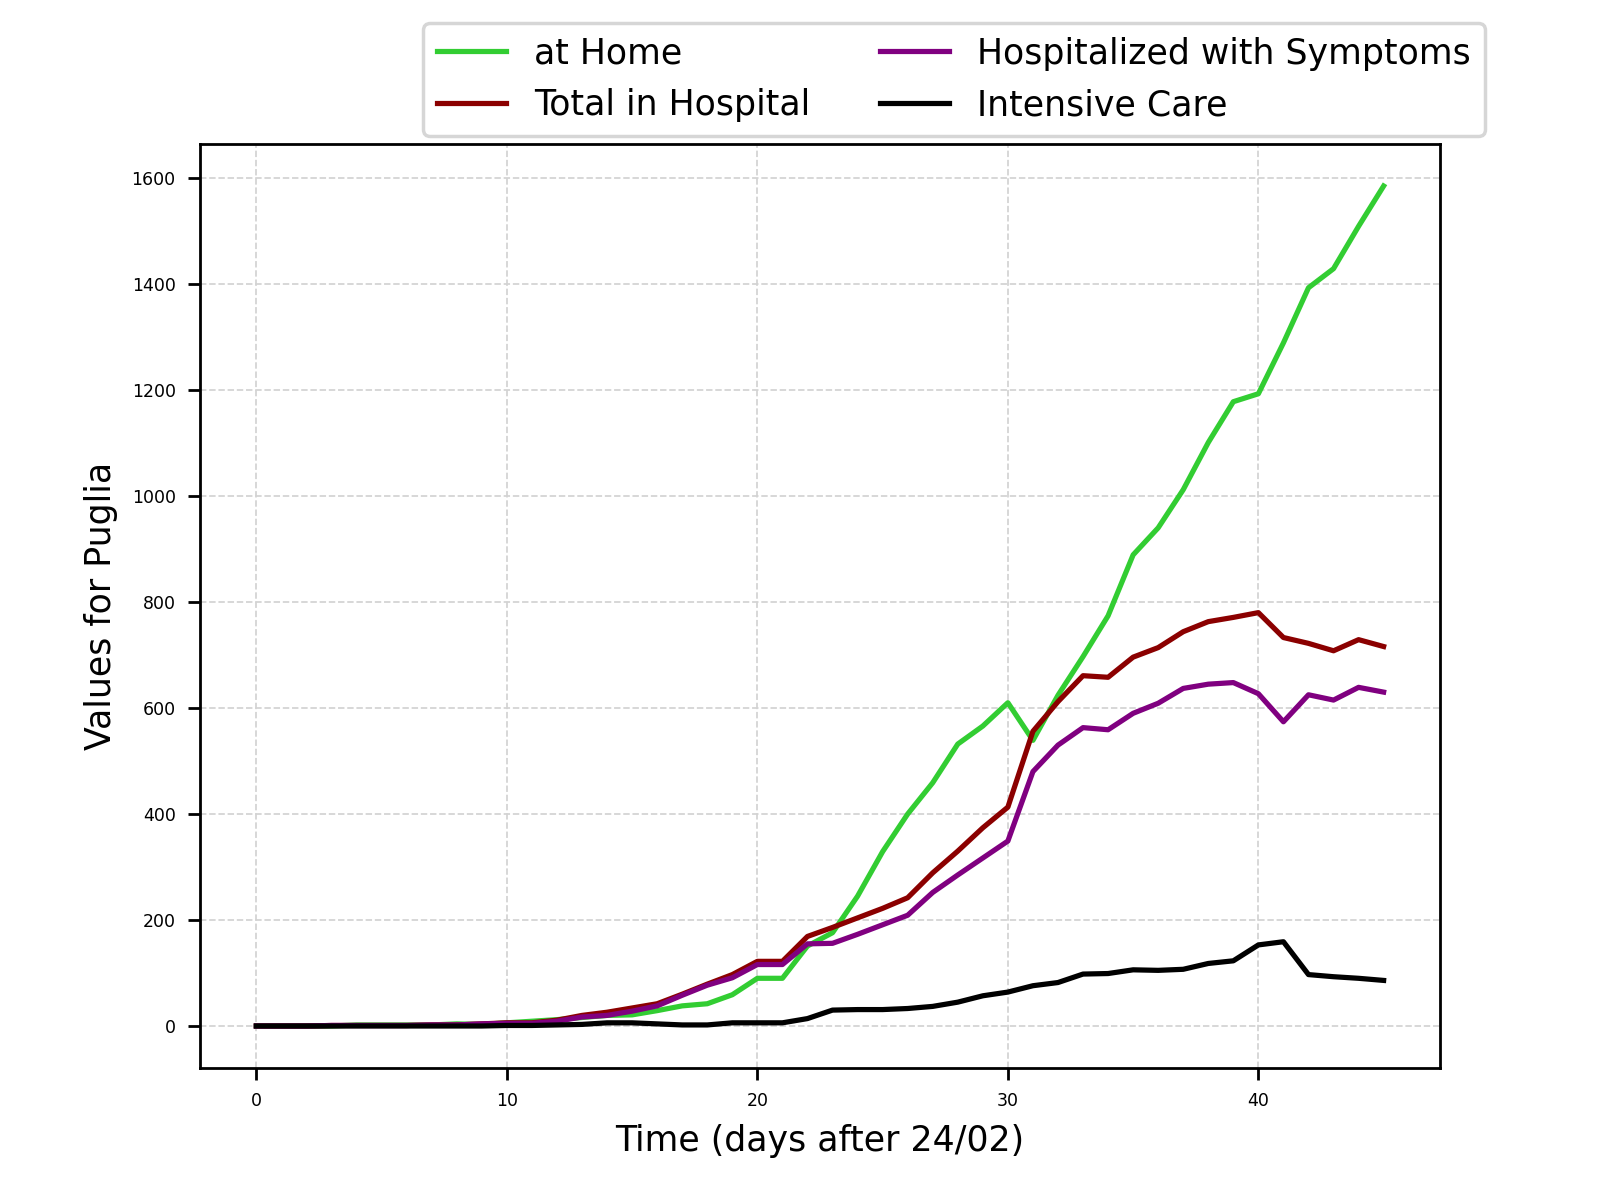 at Home
Total in Hospital
Hospitalized with Symptoms
Intensive Care
Values for Puglia
1600
1400
1200
1000
800
600
400
200
0
0 10 20 30 40
Time (days after 24/02)